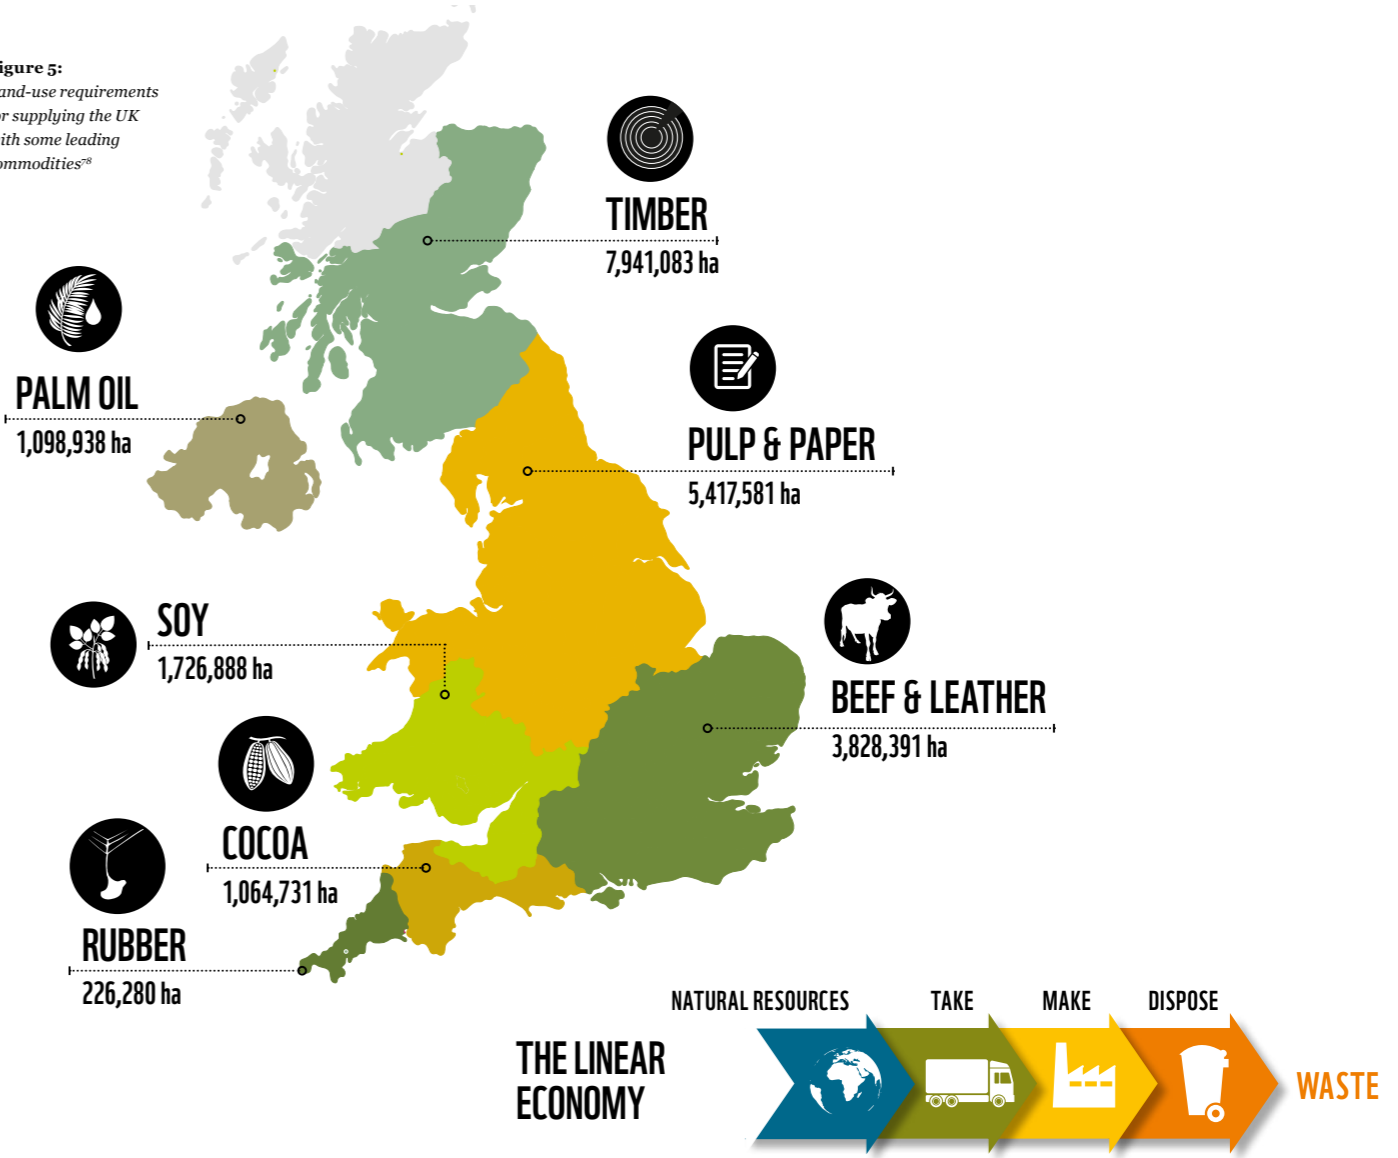 igure 5:
and-use requirements
or supplying the UK
ith some leading
ommodities⁷⁸
TIMBER
7,941,083 ha
PALM OIL
1,098,938 ha
PULP & PAPER
5,417,581 ha
SOY
1,726,888 ha
BEEF & LEATHER
3,828,391 ha
COCOA
1,064,731 ha
RUBBER
226,280 ha
NATURAL RESOURCES
TAKE
MAKE
DISPOSE
THE LINEAR
ECONOMY
WASTE